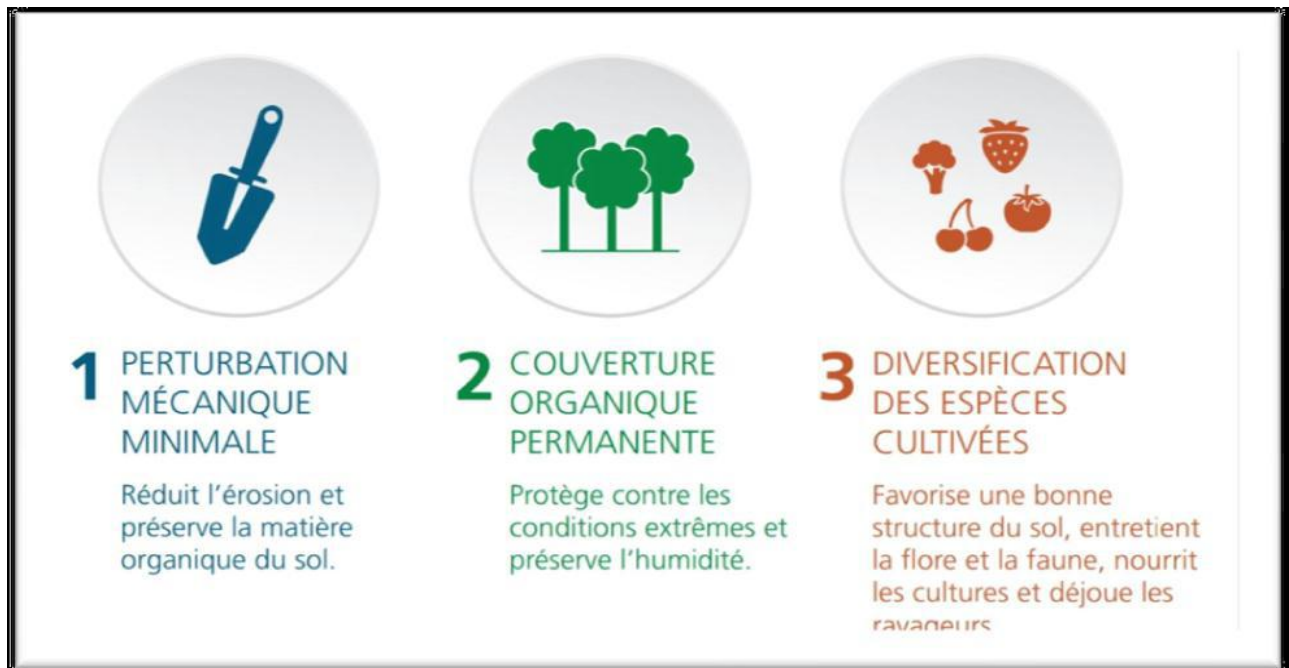 1 PERTURBATION
MÉCANIQUE
MINIMALE
Réduit l'érosion et
préserve la matière
organique du sol.
2 COUVERTURE
ORGANIQUE
PERMANENTE
Protège contre les
conditions extrêmes et
préserve l'humidité.
3 DIVERSIFICATION
DES ESPÈCES
CULTIVÉES
Favorise une bonne
structure du sol, entretient
la flore et la faune, nourrit
les cultures et déjoue les
ravageurs